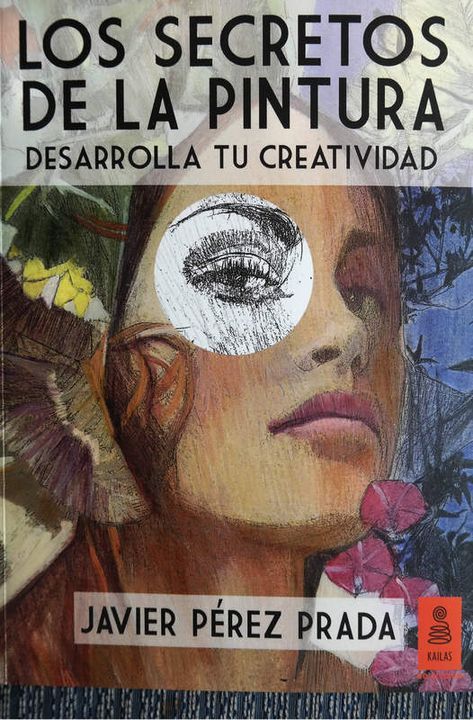 LOS SECRETOS
DE LA PINTURA
DESARROLLA TU CREATIVIDAD
JAVIER PÉREZ PRADA
KAILAS